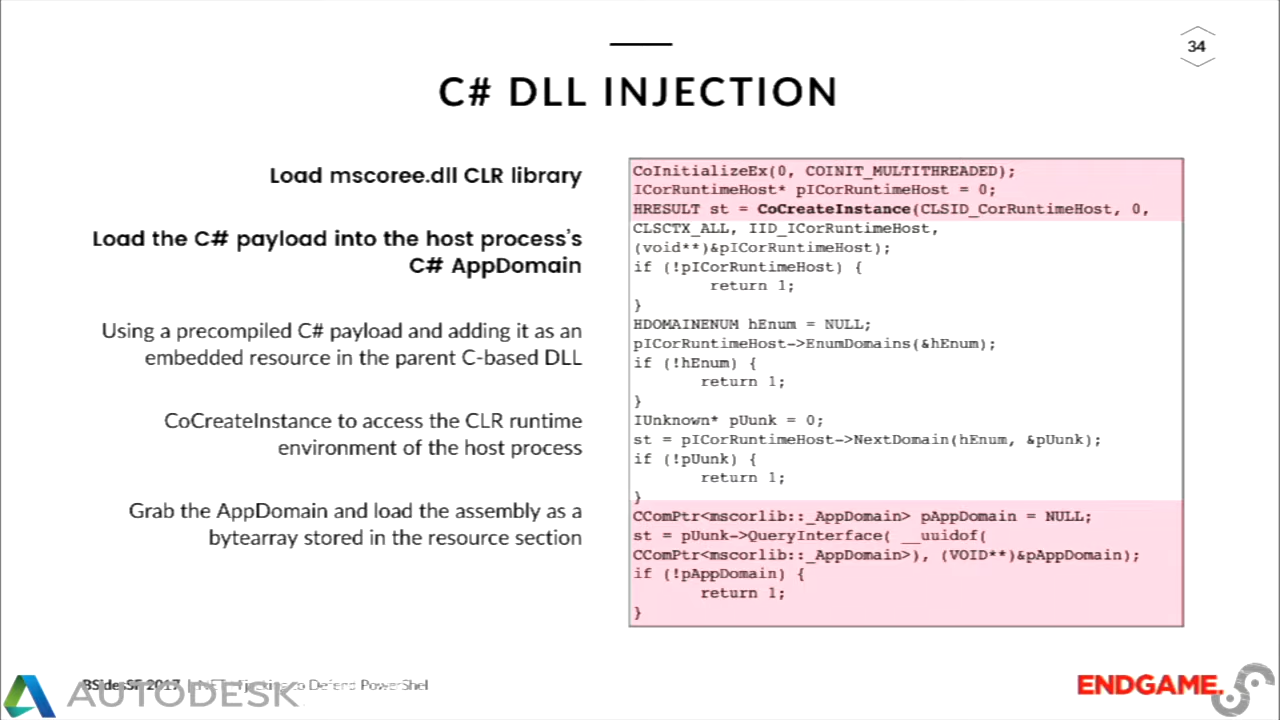 34
C# DLL INJECTION
Load mscoree.dll CLR library
Load the C# payload into the host process's
C# AppDomain
Using a precompiled C# payload and adding it as an
embedded resource in the parent C-based DLL
CoCreateInstance to access the CLR runtime
environment of the host process
Grab the AppDomain and load the assembly as a
bytearray stored in the resource section
CoInitializeEx(0, COINIT_MULTITHREADED);
ICorRuntimeHost* pICorRuntimeHost = 0;
HRESULT st = CoCreateInstance(CLSID_CorRuntimeHost, 0,
CLSCTX_ALL, IID_ICorRuntimeHost,
(void**)&pICorRuntimeHost);
if (!pICorRuntimeHost) {
return 1;
}
HDOMAINENUM hEnum = NULL;
pICorRuntimeHost->EnumDomains(&hEnum);
if (!hEnum) {
return 1;
}
IUnknown* pUunk = 0;
st = pICorRuntimeHost->NextDomain(hEnum, &pUunk);
if (!pUunk) {
return 1;
}
CComPtr<mscorlib::_AppDomain> pAppDomain = NULL;
st = pUunk->QueryInterface( __uuidof(
CComPtr<mscorlib::_AppDomain>), (VOID**)&pAppDomain);
if (!pAppDomain) {
return 1;
}
BSidesSF 2017 | to Defend PowerShel
AUTODESK
ENDGAME.